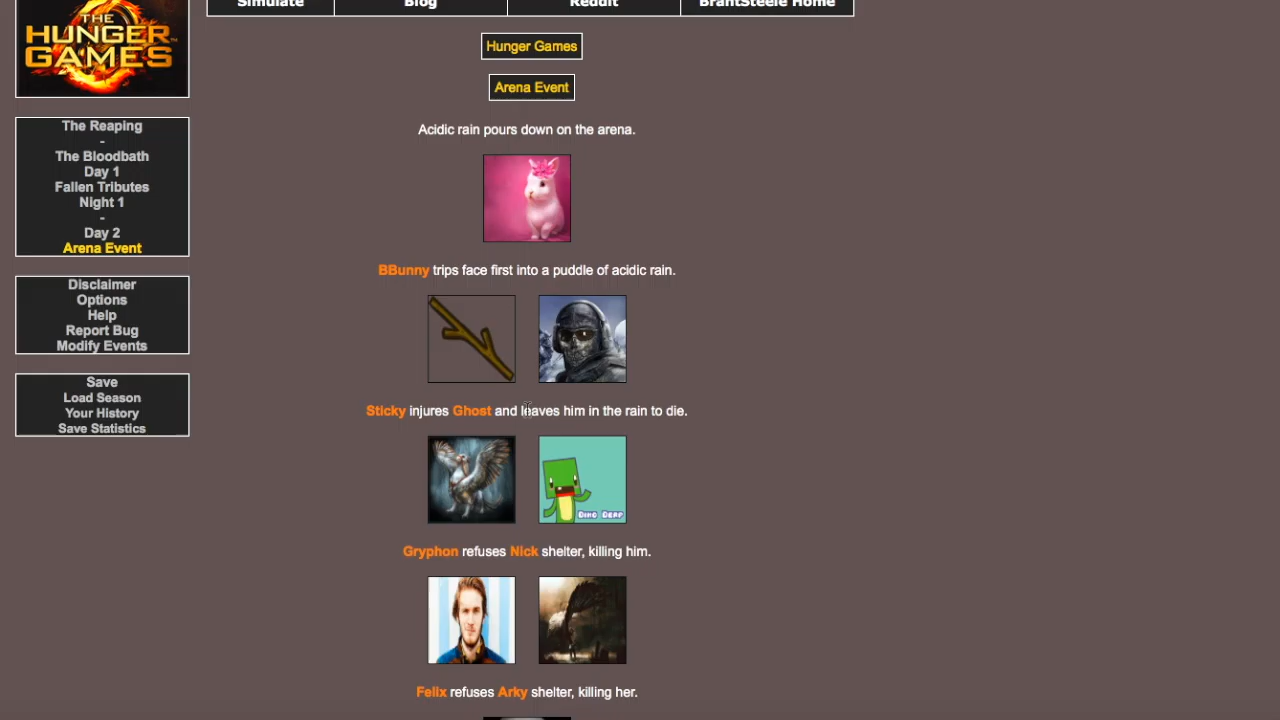 Simulate
Blog
Reddit
BrantSteele Home
THE
HUNGER
GAMES
Hunger Games
Arena Event
The Reaping
-
The Bloodbath
Day 1
Fallen Tributes
Night 1
-
Day 2
Arena Event
Disclaimer
Options
Help
Report Bug
Modify Events
Save
Load Season
Your History
Save Statistics
Acidic rain pours down on the arena.
BBunny trips face first into a puddle of acidic rain.
Sticky injures Ghost and leaves him in the rain to die.
DINO DERP
Gryphon refuses Nick shelter, killing him.
Felix refuses Arky shelter, killing her.